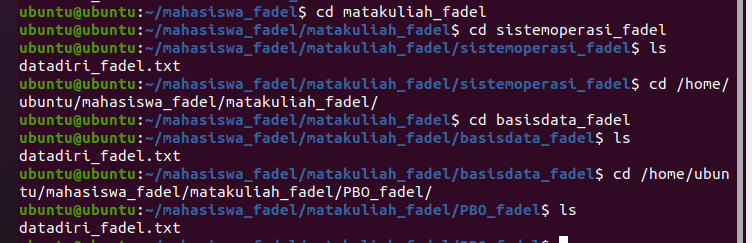 ubuntu@ubuntu:~/mahasiswa_fadel$ cd matakuliah_fadel
ubuntu@ubuntu:~/mahasiswa_fadel/matakuliah_fadel$ cd sistemoperasi_fadel
ubuntu@ubuntu:~/mahasiswa_fadel/matakuliah_fadel/sistemoperasi_fadel$ ls
datadiri_fadel.txt
ubuntu@ubuntu:~/mahasiswa_fadel/matakuliah_fadel/sistemoperasi_fadel$ cd /home/
ubuntu/mahasiswa_fadel/matakuliah_fadel/
ubuntu@ubuntu:~/mahasiswa_fadel/matakuliah_fadel$ cd basisdata_fadel
ubuntu@ubuntu:~/mahasiswa_fadel/matakuliah_fadel/basisdata_fadel$ ls
datadiri_fadel.txt
ubuntu@ubuntu:~/mahasiswa_fadel/matakuliah_fadel/basisdata_fadel$ cd /home/ubun
tu/mahasiswa_fadel/matakuliah_fadel/PBO_fadel/
ubuntu@ubuntu:~/mahasiswa_fadel/matakuliah_fadel/PBO_fadel$ ls
datadiri_fadel.txt
ubuntu@ubuntu:~/mahasiswa_fadel/matakuliah_fadel/PBO_fadel$